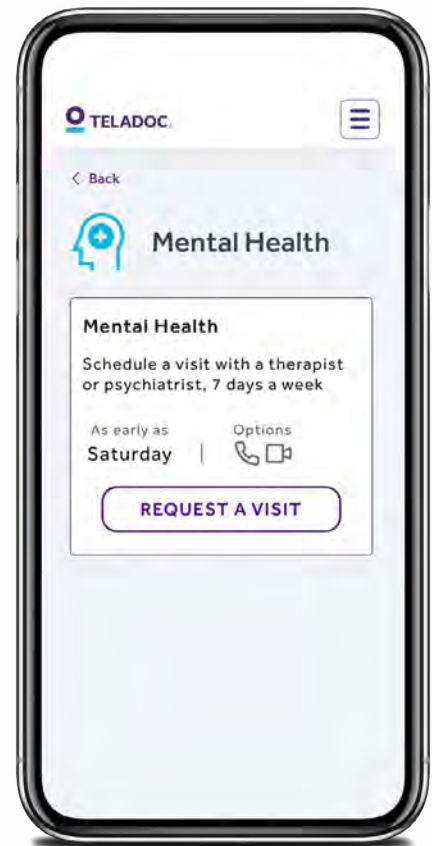 TELADOC
Back
Mental Health
Mental Health
Schedule a visit with a therapist
or psychiatrist, 7 days a week
As early as Options
Saturday
REQUEST A VISIT